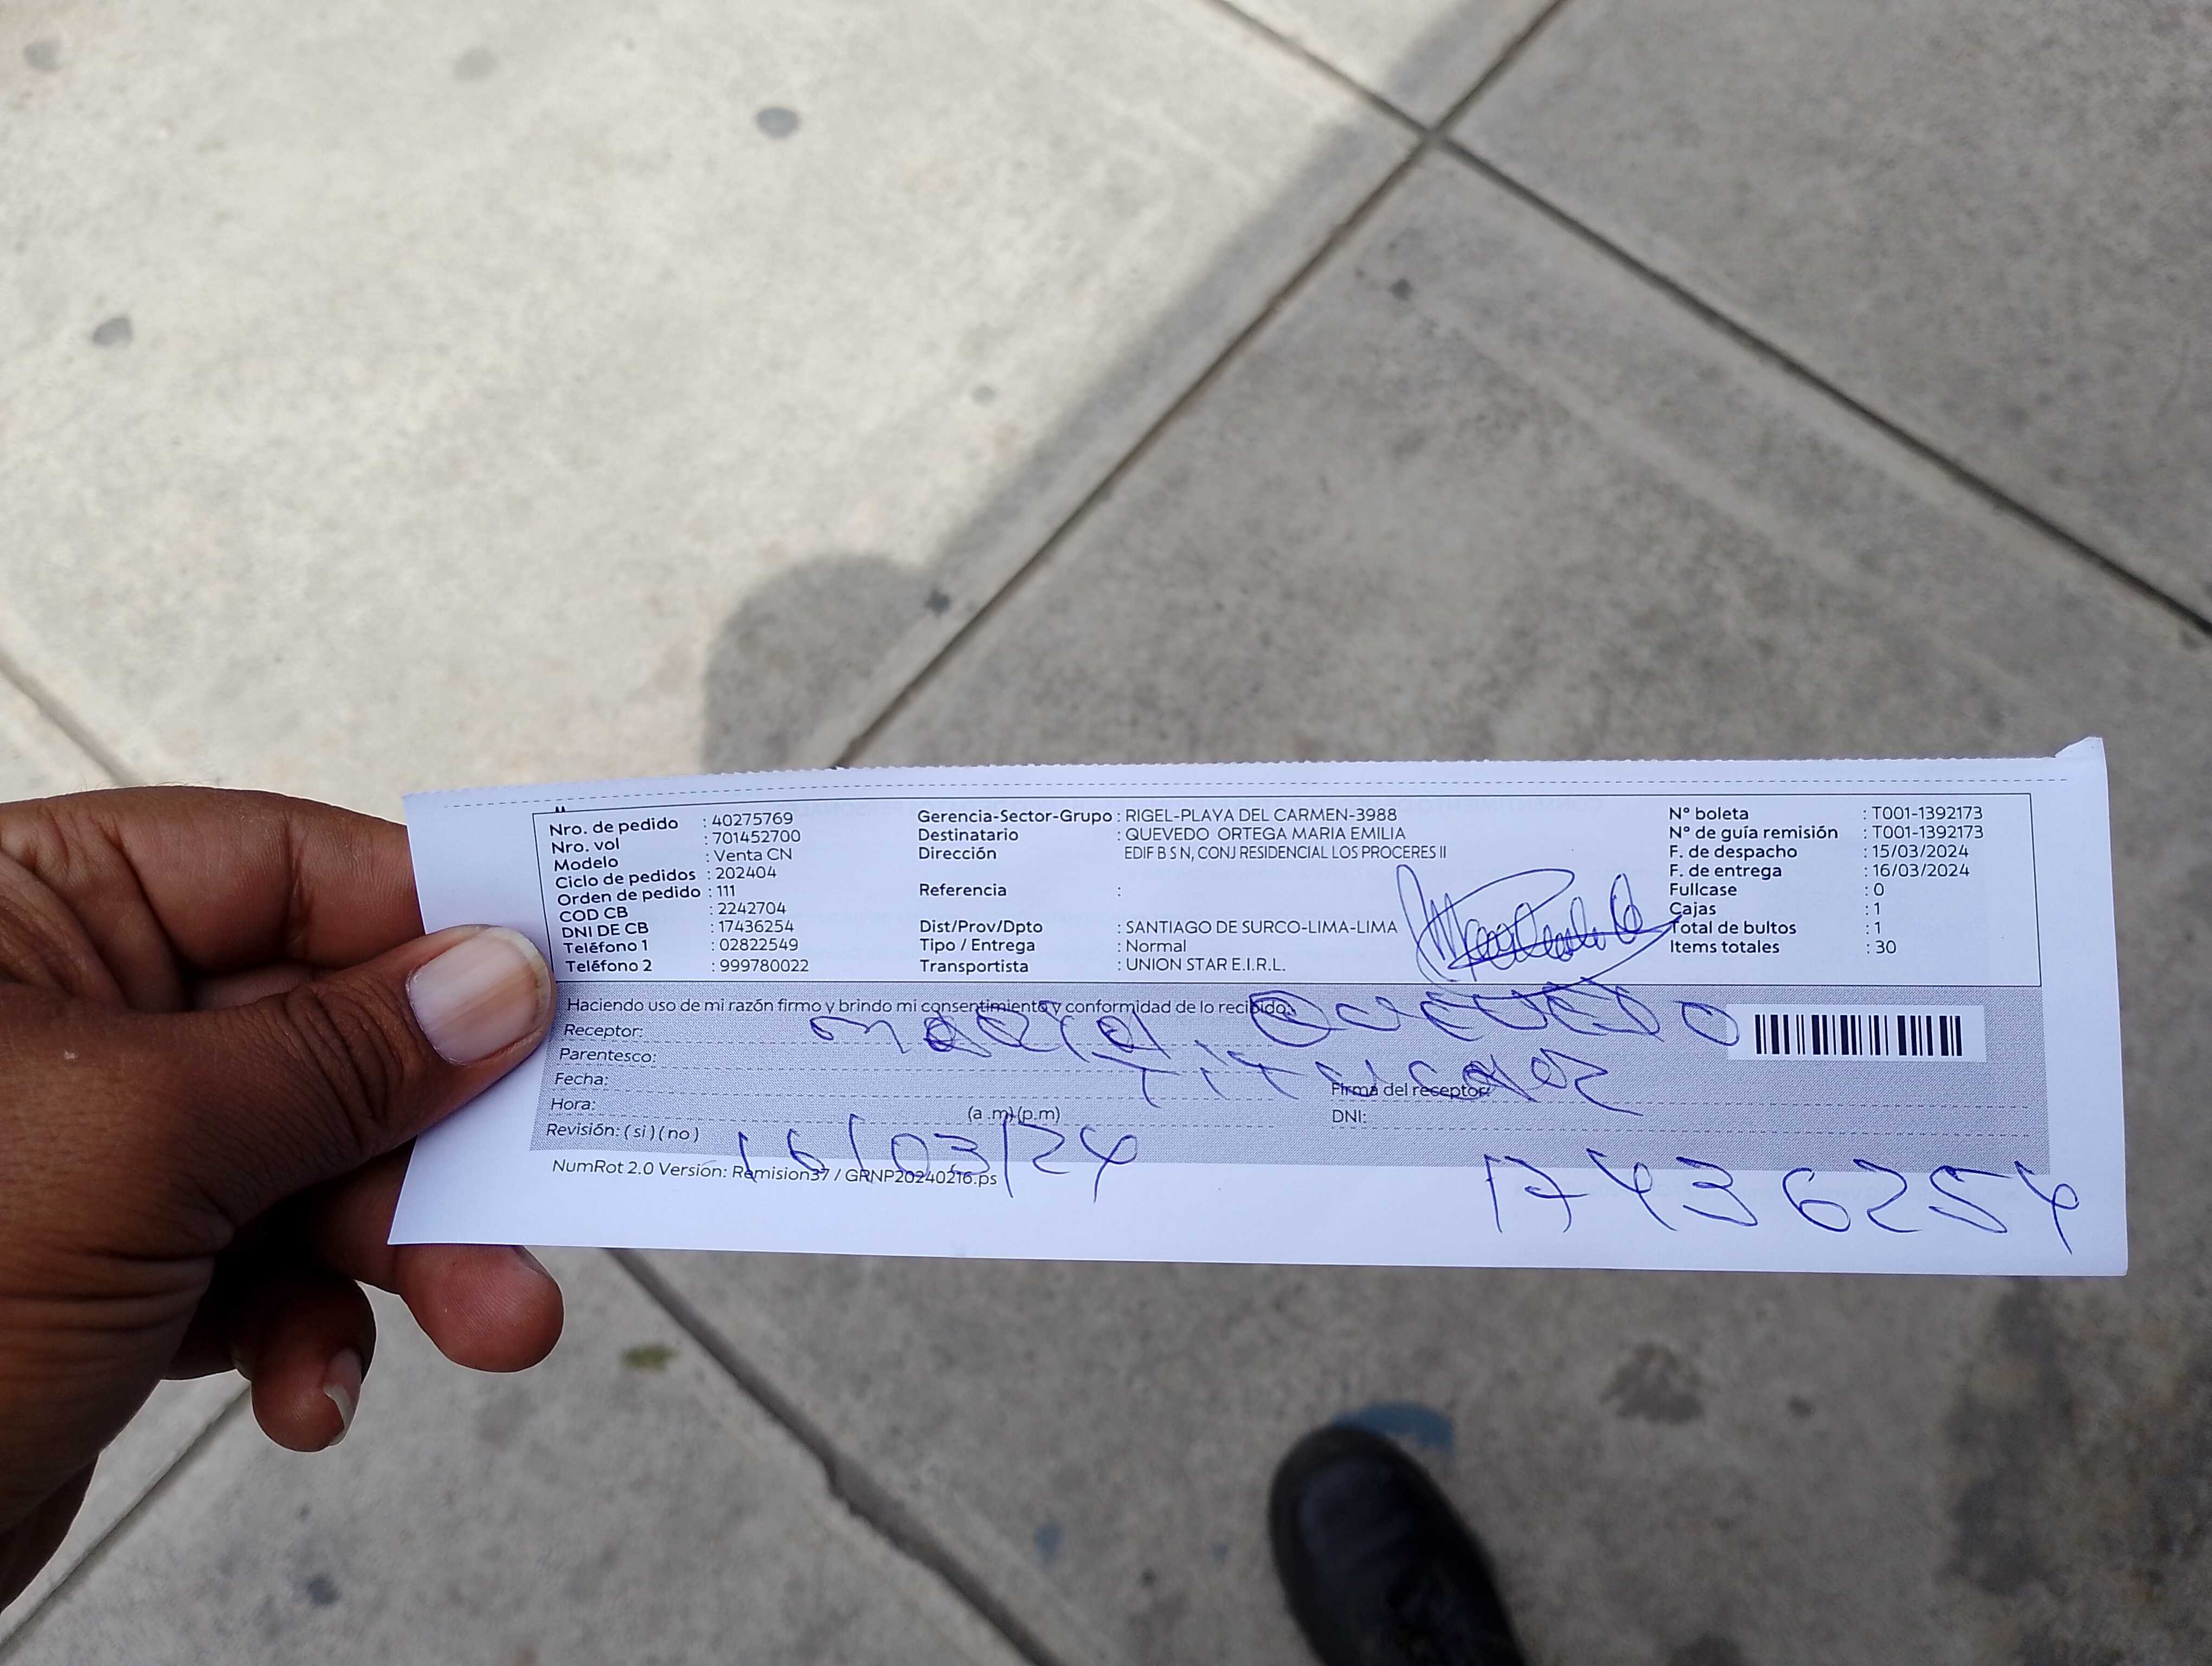 Nro. de pedido : 40275769
Nro. vol : 701452700
Modelo : Venta CN
Ciclo de pedidos : 202404
Orden de pedido : 111
COD CB : 2242704
DNI DE CB : 17436254
Teléfono 1 : 02822549
Teléfono 2 : 999780022
Gerencia-Sector-Grupo : RIGEL-PLAYA DEL CARMEN-3988
Destinatario : QUEVEDO ORTEGA MARIA EMILIA
Dirección EDIF B S N, CONJ RESIDENCIAL LOS PROCERES II
Referencia :
Dist/Prov/Dpto : SANTIAGO DE SURCO-LIMA-LIMA
Tipo / Entrega : Normal
Transportista : UNION STAR E.I.R.L.
N° boleta : T001-1392173
N° de guía remisión : T001-1392173
F. de despacho : 15/03/2024
F. de entrega : 16/03/2024
Fullcase : 0
Cajas : 1
Total de bultos : 1
Items totales : 30
Haciendo uso de mi razón firmo y brindo mi consentimiento y conformidad de lo recibido.
Receptor: maria QUEVEDO
Parentesco: TITULAR
Fecha:
Firma del receptor:
Hora: (a .m) (p.m)
DNI:
Revisión: ( si ) ( no )
16/03/24
17436254
NumRot 2.0 Versión: Remision37 / GRNP20240216.ps